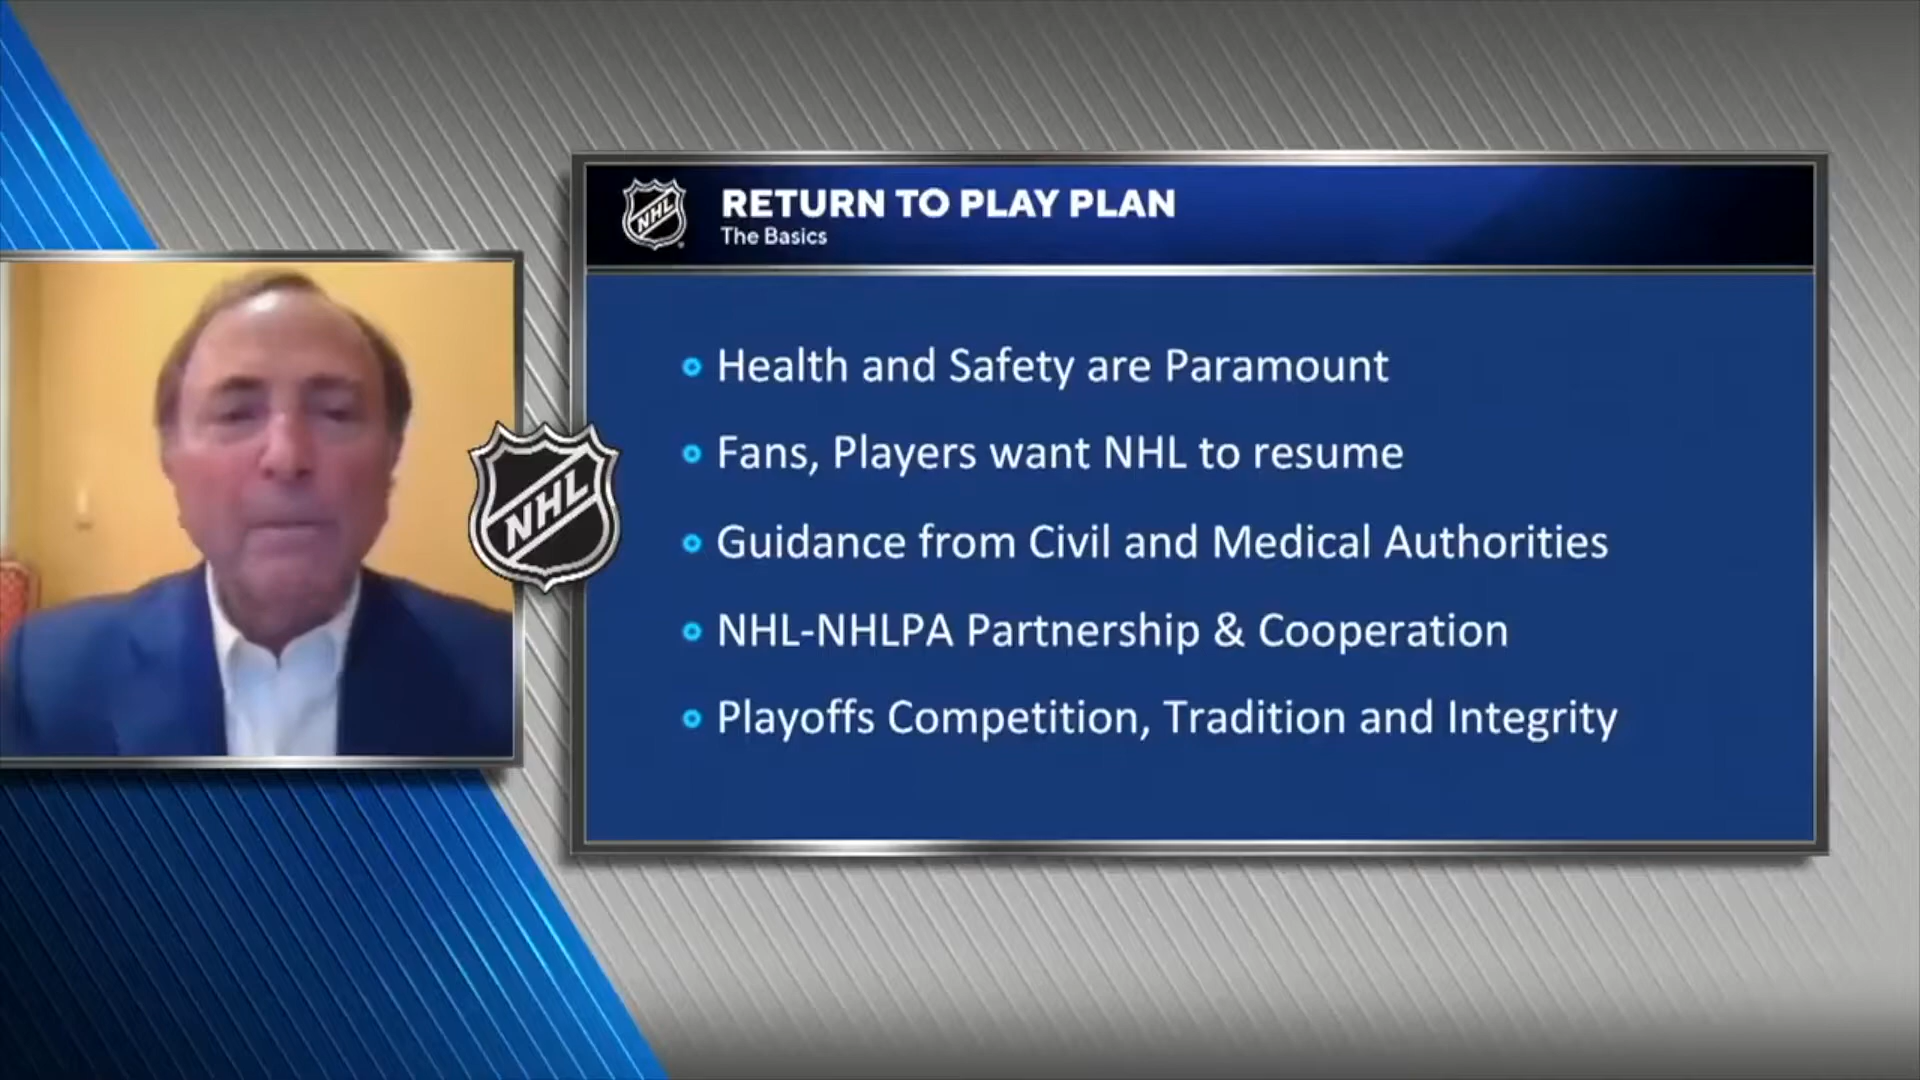 NHL
RETURN TO PLAY PLAN
The Basics
NHL
Health and Safety are Paramount
Fans, Players want NHL to resume
Guidance from Civil and Medical Authorities
NHL-NHLPA Partnership & Cooperation
Playoffs Competition, Tradition and Integrity